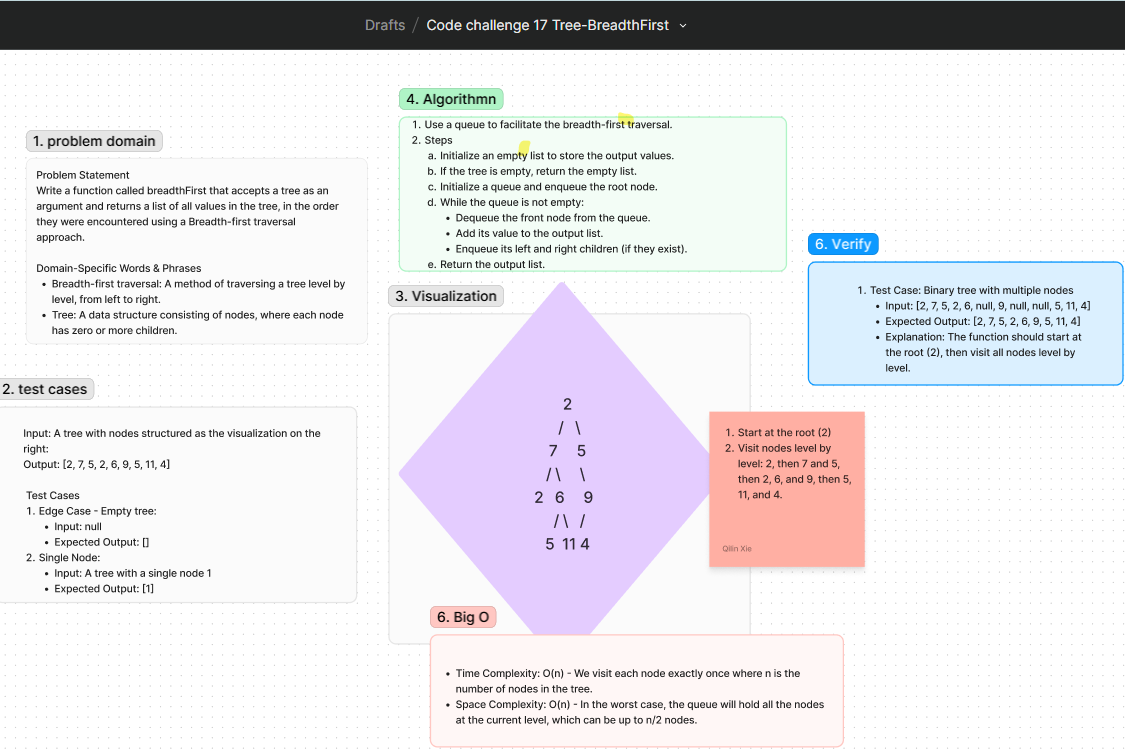 Drafts / Code challenge 17 Tree-BreadthFirst
1. problem domain
Problem Statement
Write a function called breadthFirst that accepts a tree as an
argument and returns a list of all values in the tree, in the order
they were encountered using a Breadth-first traversal
approach.
Domain-Specific Words & Phrases
• Breadth-first traversal: A method of traversing a tree level by
level, from left to right.
• Tree: A data structure consisting of nodes, where each node
has zero or more children.
2. test cases
Input: A tree with nodes structured as the visualization on the
right:
Output: [2, 7, 5, 2, 6, 9, 5, 11, 4]
Test Cases
1. Edge Case - Empty tree:
• Input: null
• Expected Output: []
2. Single Node:
• Input: A tree with a single node 1
• Expected Output: [1]
4. Algorithmn
1. Use a queue to facilitate the breadth-first traversal.
2. Steps
a. Initialize an empty list to store the output values.
b. If the tree is empty, return the empty list.
c. Initialize a queue and enqueue the root node.
d. While the queue is not empty:
• Dequeue the front node from the queue.
• Add its value to the output list.
• Enqueue its left and right children (if they exist).
e. Return the output list.
3. Visualization
2
/ \
7 5
/ \ \
2 6 9
/ \ /
5 11 4
1. Start at the root (2)
2. Visit nodes level by
level: 2, then 7 and 5,
then 2, 6, and 9, then 5,
11, and 4.
Qilin Xie
6. Verify
1. Test Case: Binary tree with multiple nodes
• Input: [2, 7, 5, 2, 6, null, 9, null, null, 5, 11, 4]
• Expected Output: [2, 7, 5, 2, 6, 9, 5, 11, 4]
• Explanation: The function should start at
the root (2), then visit all nodes level by
level.
6. Big O
• Time Complexity: O(n) - We visit each node exactly once where n is the
number of nodes in the tree.
• Space Complexity: O(n) - In the worst case, the queue will hold all the nodes
at the current level, which can be up to n/2 nodes.